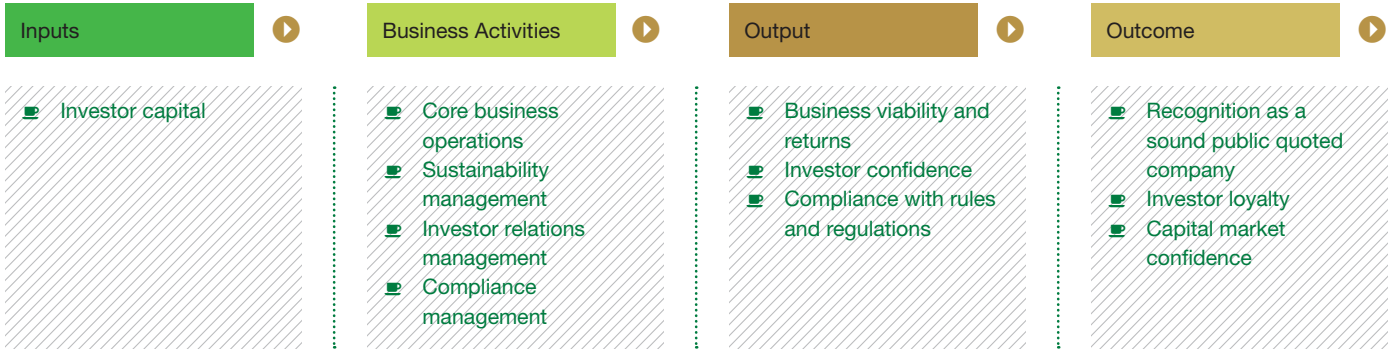 Inputs
Business Activities
Output
Outcome
Investor capital
Core business
operations
Sustainability
management
Investor relations
management
Compliance
management
Business viability and
returns
Investor confidence
Compliance with rules
and regulations
Recognition as a
sound public quoted
company
Investor loyalty
Capital market
confidence